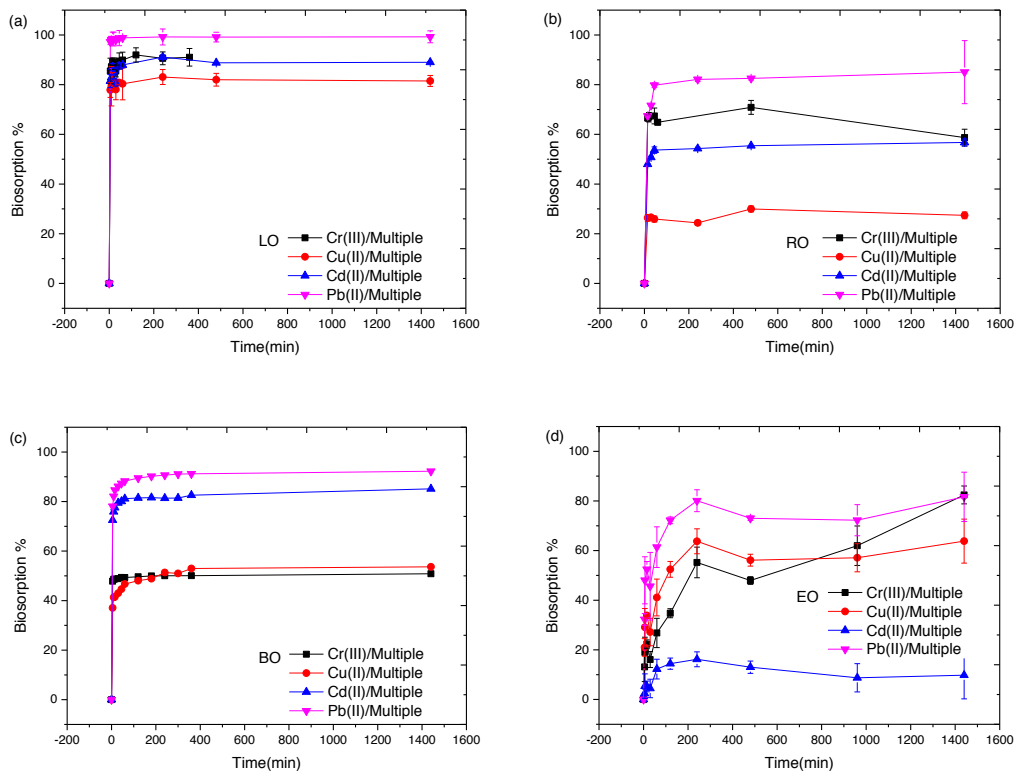 (a)
100
80
60
40
20
0
Biosorption %
LO
Cr(III)/Multiple
Cu(II)/Multiple
Cd(II)/Multiple
Pb(II)/Multiple
-200 0 200 400 600 800 1000 1200 1400 1600
Time(min)
(b)
100
80
60
40
20
0
Biosorption %
RO
Cr(III)/Multiple
Cu(II)/Multiple
Cd(II)/Multiple
Pb(II)/Multiple
-200 0 200 400 600 800 1000 1200 1400 1600
Time(min)
(c)
100
80
60
40
20
0
Biosorption %
BO
Cr(III)/Multiple
Cu(II)/Multiple
Cd(II)/Multiple
Pb(II)/Multiple
-200 0 200 400 600 800 1000 1200 1400 1600
Time(min)
(d)
100
80
60
40
20
0
Biosorption %
EO
Cr(III)/Multiple
Cu(II)/Multiple
Cd(II)/Multiple
Pb(II)/Multiple
-200 0 200 400 600 800 1000 1200 1400 1600
Time(min)